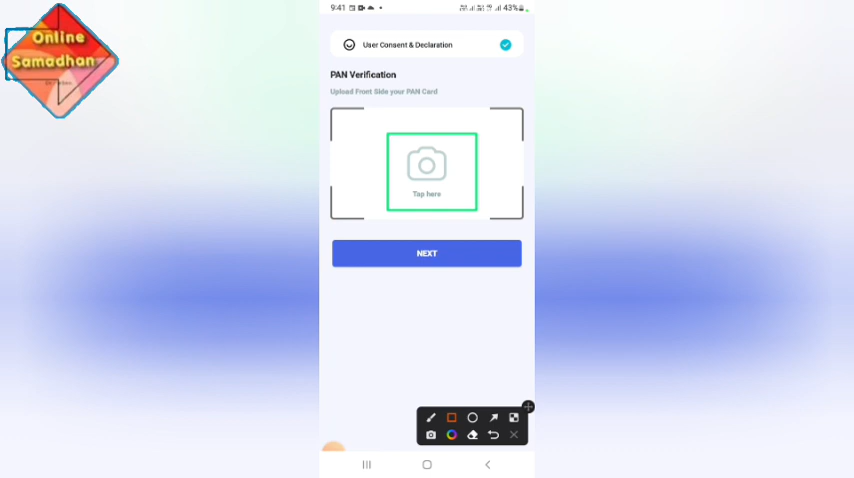 Online
Samadhan
9:41
43%
User Consent & Declaration
PAN Verification
Upload Front Side your PAN Card
Tap here
NEXT